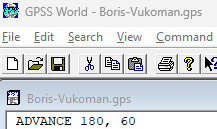 GPSS World - Boris-Vukoman.gps
File Edit Search View Command
Boris-Vukoman.gps
ADVANCE 180, 60